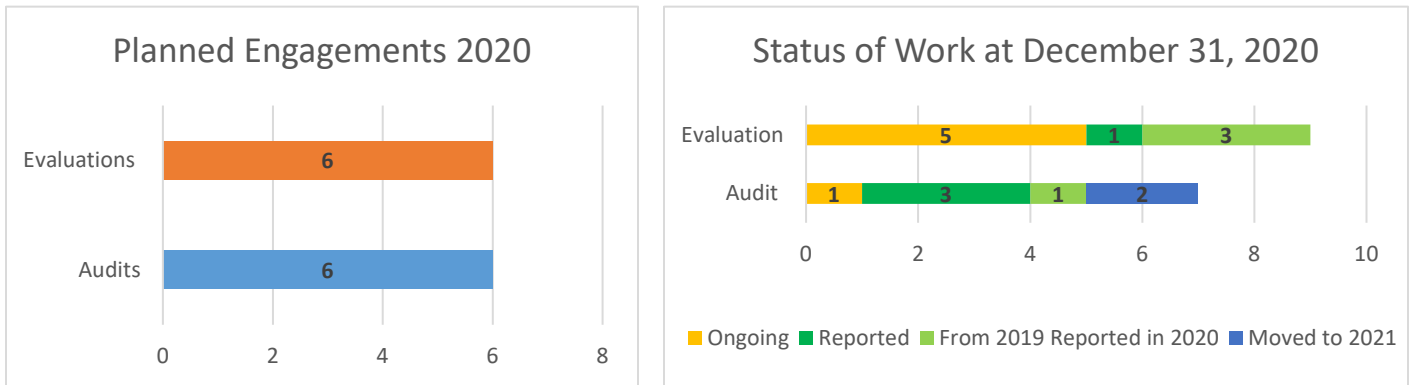 Planned Engagements 2020
Evaluations
6
Audits
6
0 2 4 6 8
Status of Work at December 31, 2020
Evaluation
5 1 3
Audit
1 3 1 2
0 2 4 6 8 10
Ongoing Reported From 2019 Reported in 2020 Moved to 2021